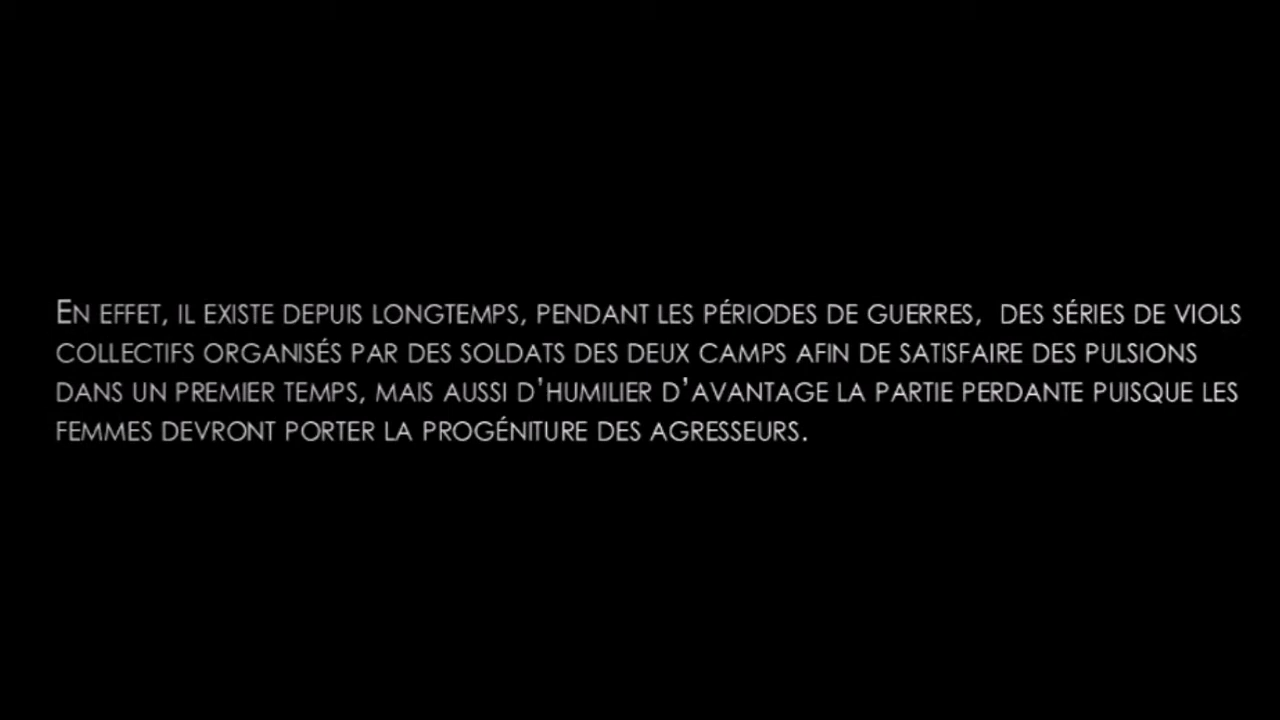 En effet, il existe depuis longtemps, pendant les périodes de guerres,  des séries de viols
collectifs organisés par des soldats des deux camps afin de satisfaire des pulsions
dans un premier temps, mais aussi d'humilier d'avantage la partie perdante puisque les
femmes devront porter la progéniture des agresseurs.